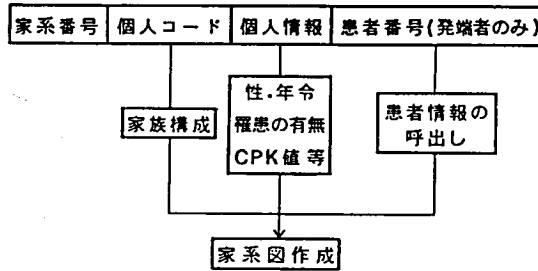 家系番号 個人コード 個人情報 患者番号(発端者のみ)
家族構成
性.年令
罹患の有無
CPK値等
患者情報の
呼出し
家系図作成